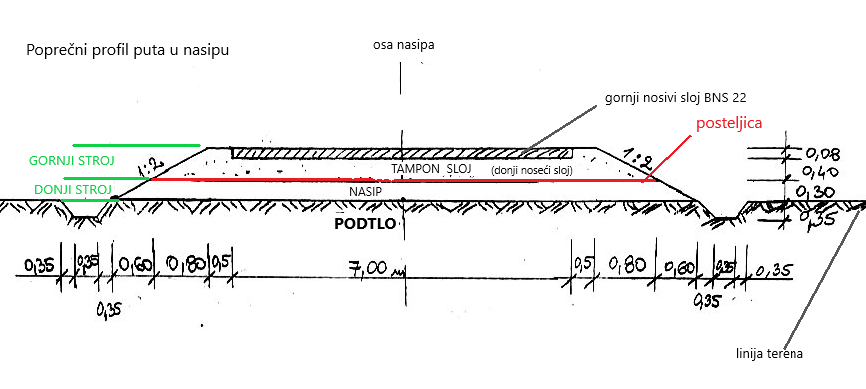 Poprečni profil puta u nasipu
osa nasipa
gornji nosivi sloj BNS 22
posteljica
GORNJI STROJ
1:2
1:2
0,08
TAMPON SLOJ (donji noseći sloj)
0,40
DONJI STROJ
NASIP
0,30
PODTLO
0,35
0,35 0,35 0,60 0,80 0,5 7,00 m 0,5 0,80 0,60 0,35 0,35
0,35
0,35
linija terena